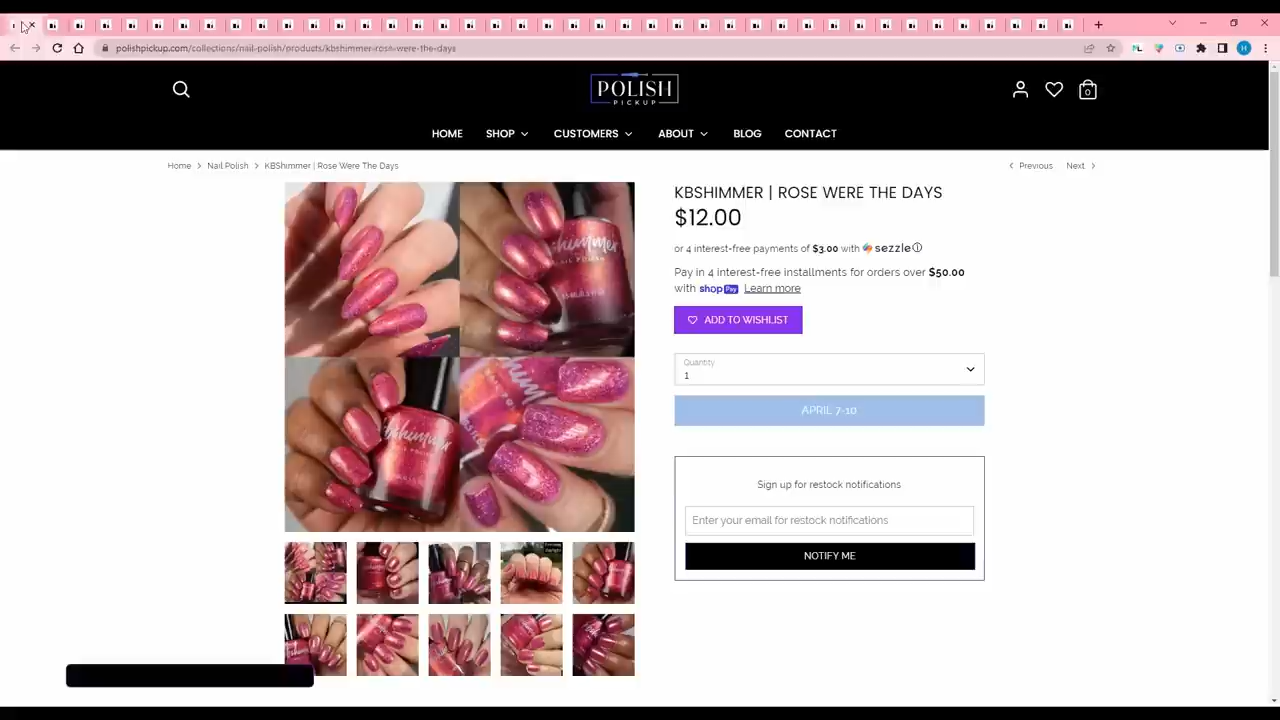 polishpickup.com/collections/nail-polish/products/kbshimmer-rose-were-the-days
H
POLISH
PICKUP
0
HOME SHOP CUSTOMERS ABOUT BLOG CONTACT
Home > Nail Polish > KBShimmer | Rose Were The Days
< Previous Next >
KBSHIMMER | ROSE WERE THE DAYS
$12.00
or 4 interest-free payments of $3.00 with sezzle
Pay in 4 interest-free installments for orders over $50.00
with shop Pay Learn more
ADD TO WISHLIST
Quantity
1
APRIL 7-10
Sign up for restock notifications
Enter your email for restock notifications
NOTIFY ME